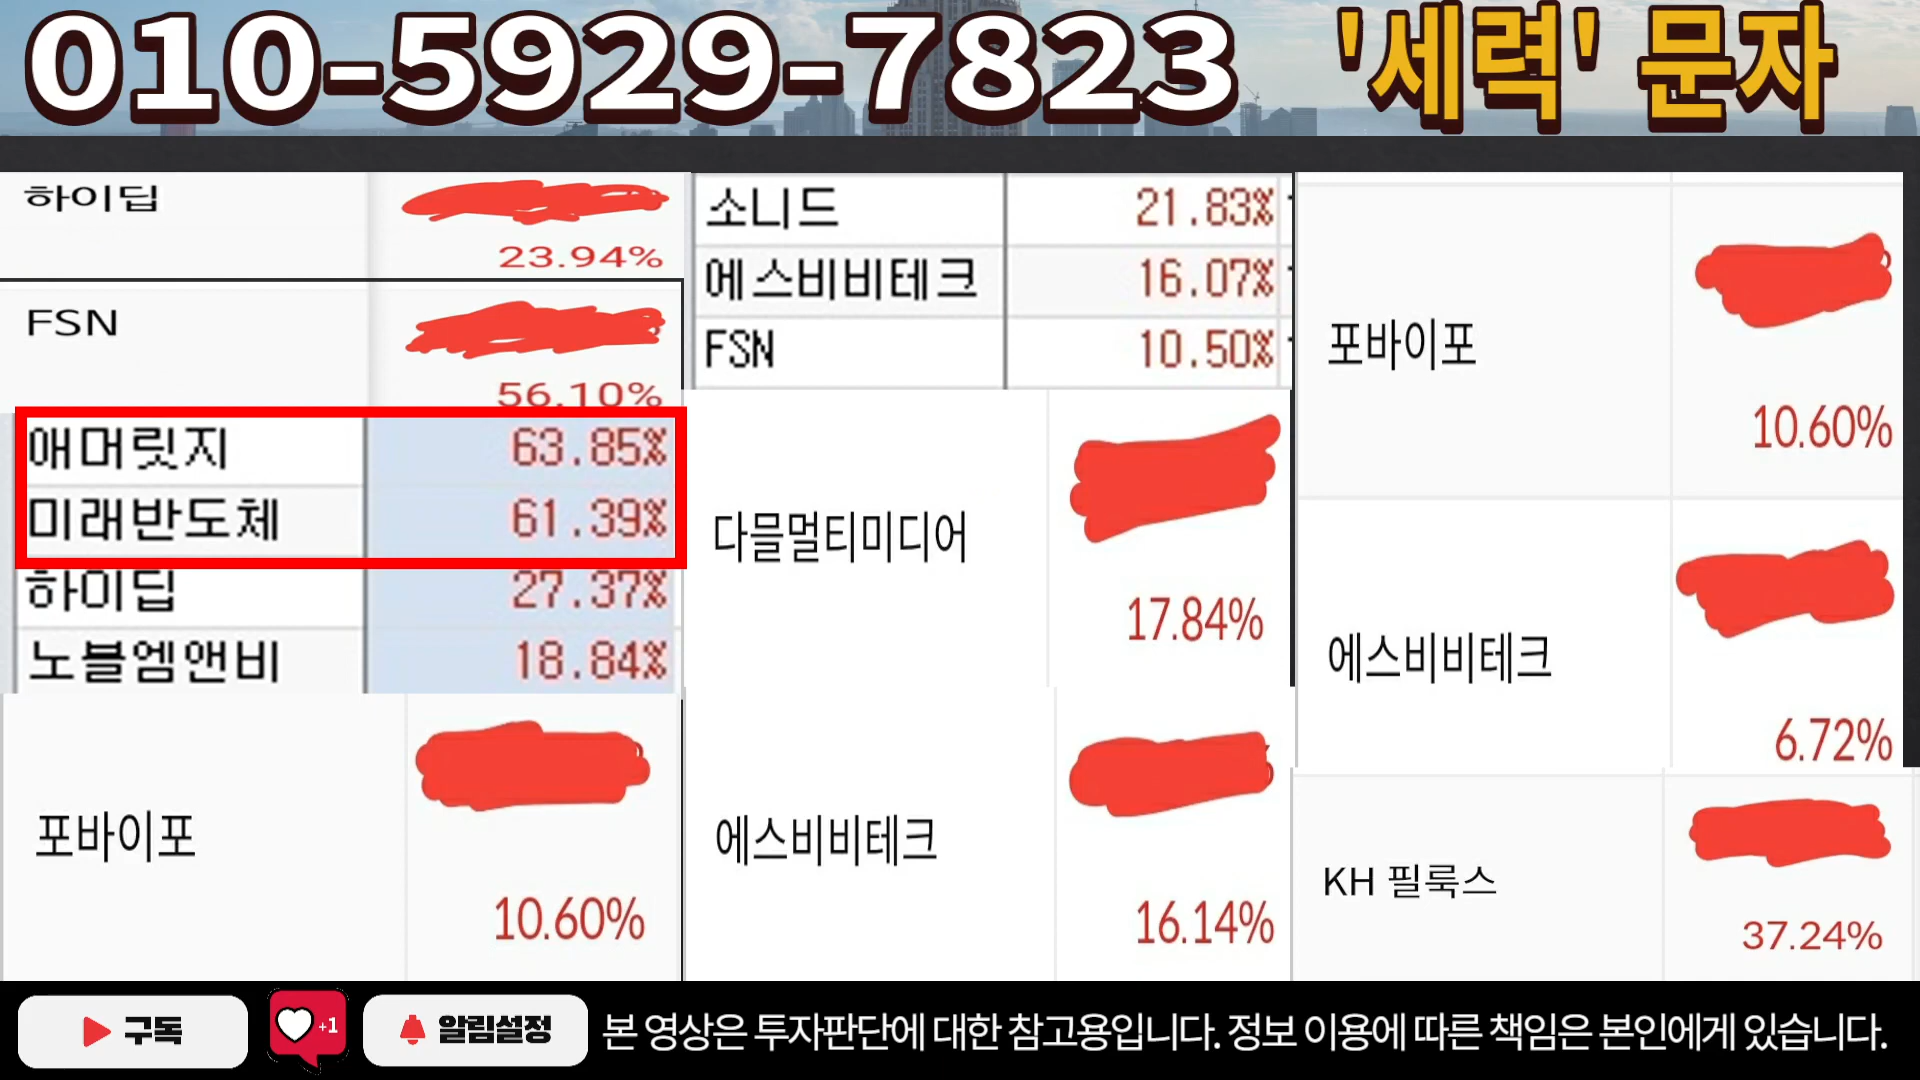 010-5929-7823 '세력' 문자
하이딥
23.94%
FSN
56.10%
애머릿지 63.85%
미래반도체 61.39%
하이딥 27.37%
노블엠앤비 18.84%
포바이포
10.60%
소니드 21.83%
에스비비테크 16.07%
FSN 10.50%
다믈멀티미디어
17.84%
에스비비테크
16.14%
포바이포
10.60%
에스비비테크
6.72%
KH 필룩스
37.24%
구독 +1 알림설정 본 영상은 투자판단에 대한 참고용입니다. 정보 이용에 따른 책임은 본인에게 있습니다.